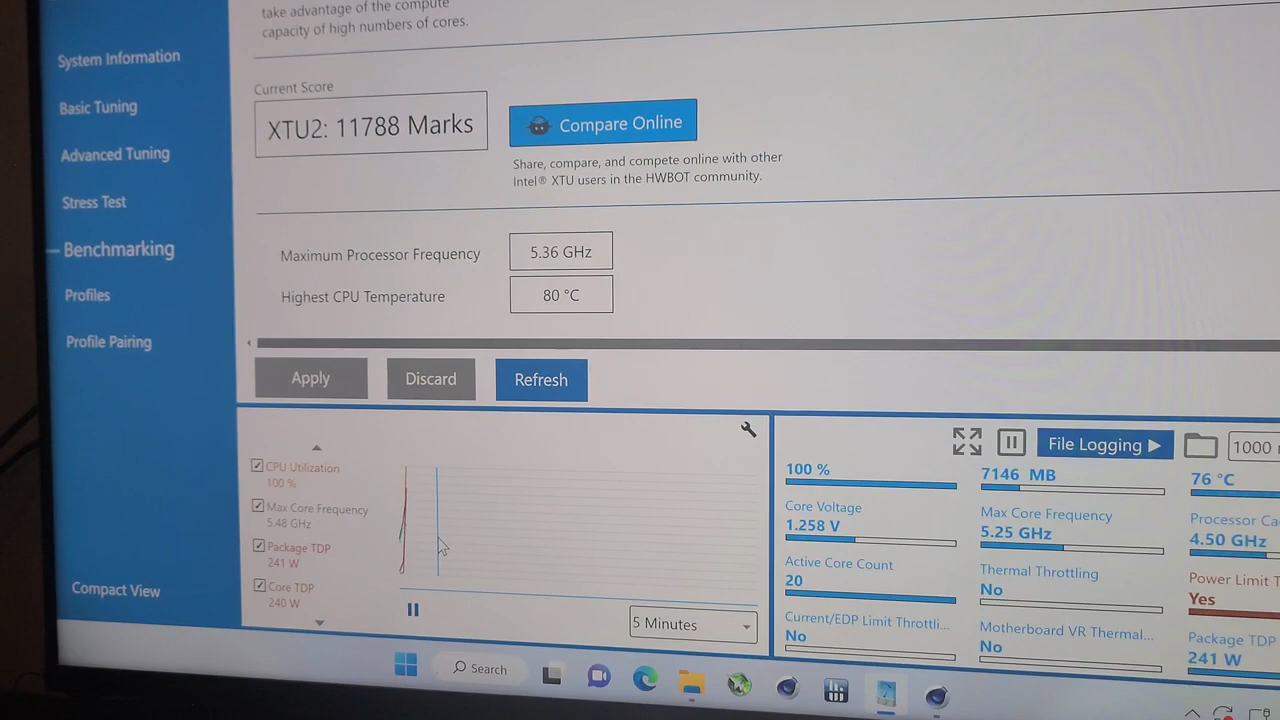 take advantage of the compute
capacity of high numbers of cores.
System Information
Basic Tuning
Advanced Tuning
Stress Test
Benchmarking
Profiles
Profile Pairing
Compact View
Current Score
XTU2: 11788 Marks
Compare Online
Share, compare, and compete online with other
Intel® XTU users in the HWBOT community.
Maximum Processor Frequency
5.36 GHz
Highest CPU Temperature
80 °C
Apply
Discard
Refresh
CPU Utilization
100 %
Max Core Frequency
5.48 GHz
Package TDP
241 W
Core TDP
240 W
5 Minutes
File Logging
1000
100 %
7146 MB
76 °C
Core Voltage
1.258 V
Max Core Frequency
5.25 GHz
Processor Ca
4.50 GHz
Active Core Count
20
Thermal Throttling
No
Power Limit T
Yes
Current/EDP Limit Throttli...
No
Motherboard VR Thermal...
No
Package TDP
241 W
Search